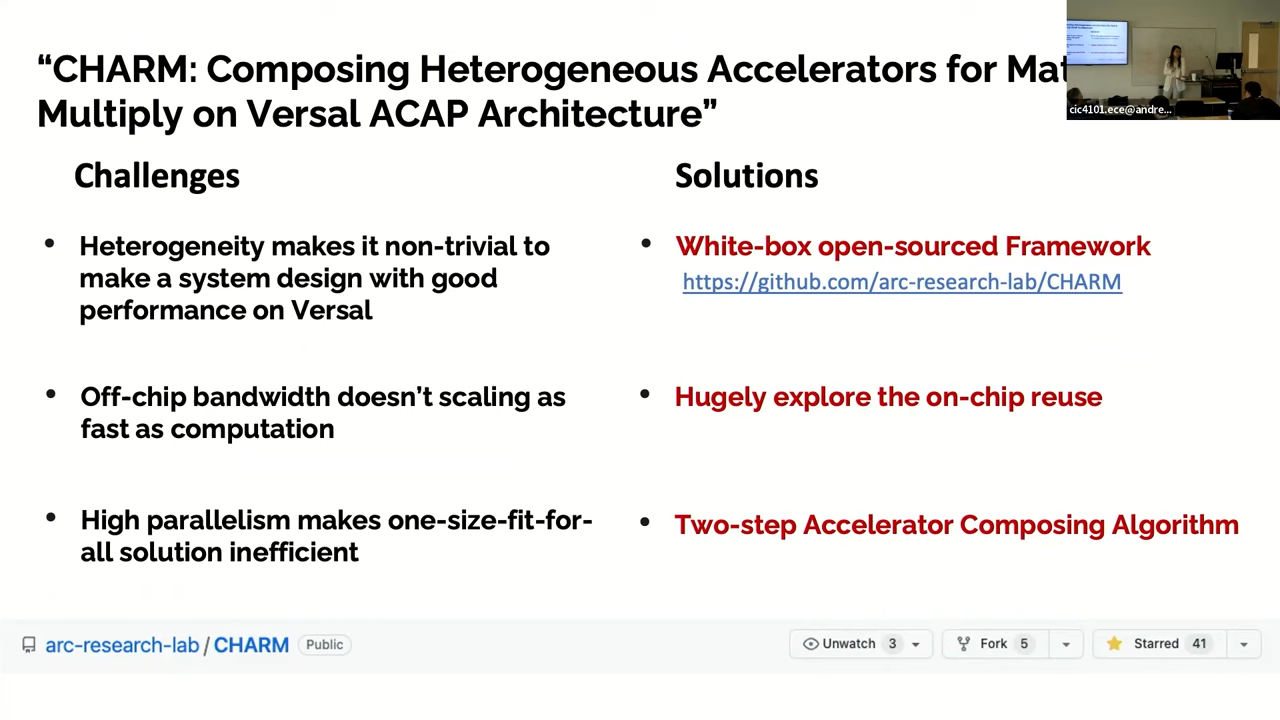 “CHARM: Composing Heterogeneous Accelerators for
Multiply on Versal ACAP Architecture”
cic4101.ece@andre...
Challenges
Heterogeneity makes it non-trivial to
make a system design with good
performance on Versal
Off-chip bandwidth doesn’t scaling as
fast as computation
High parallelism makes one-size-fit-for-
all solution inefficient
Solutions
White-box open-sourced Framework
https://github.com/arc-research-lab/CHARM
Hugely explore the on-chip reuse
Two-step Accelerator Composing Algorithm
arc-research-lab / CHARM Public
Unwatch 3 Fork 5 Starred 41